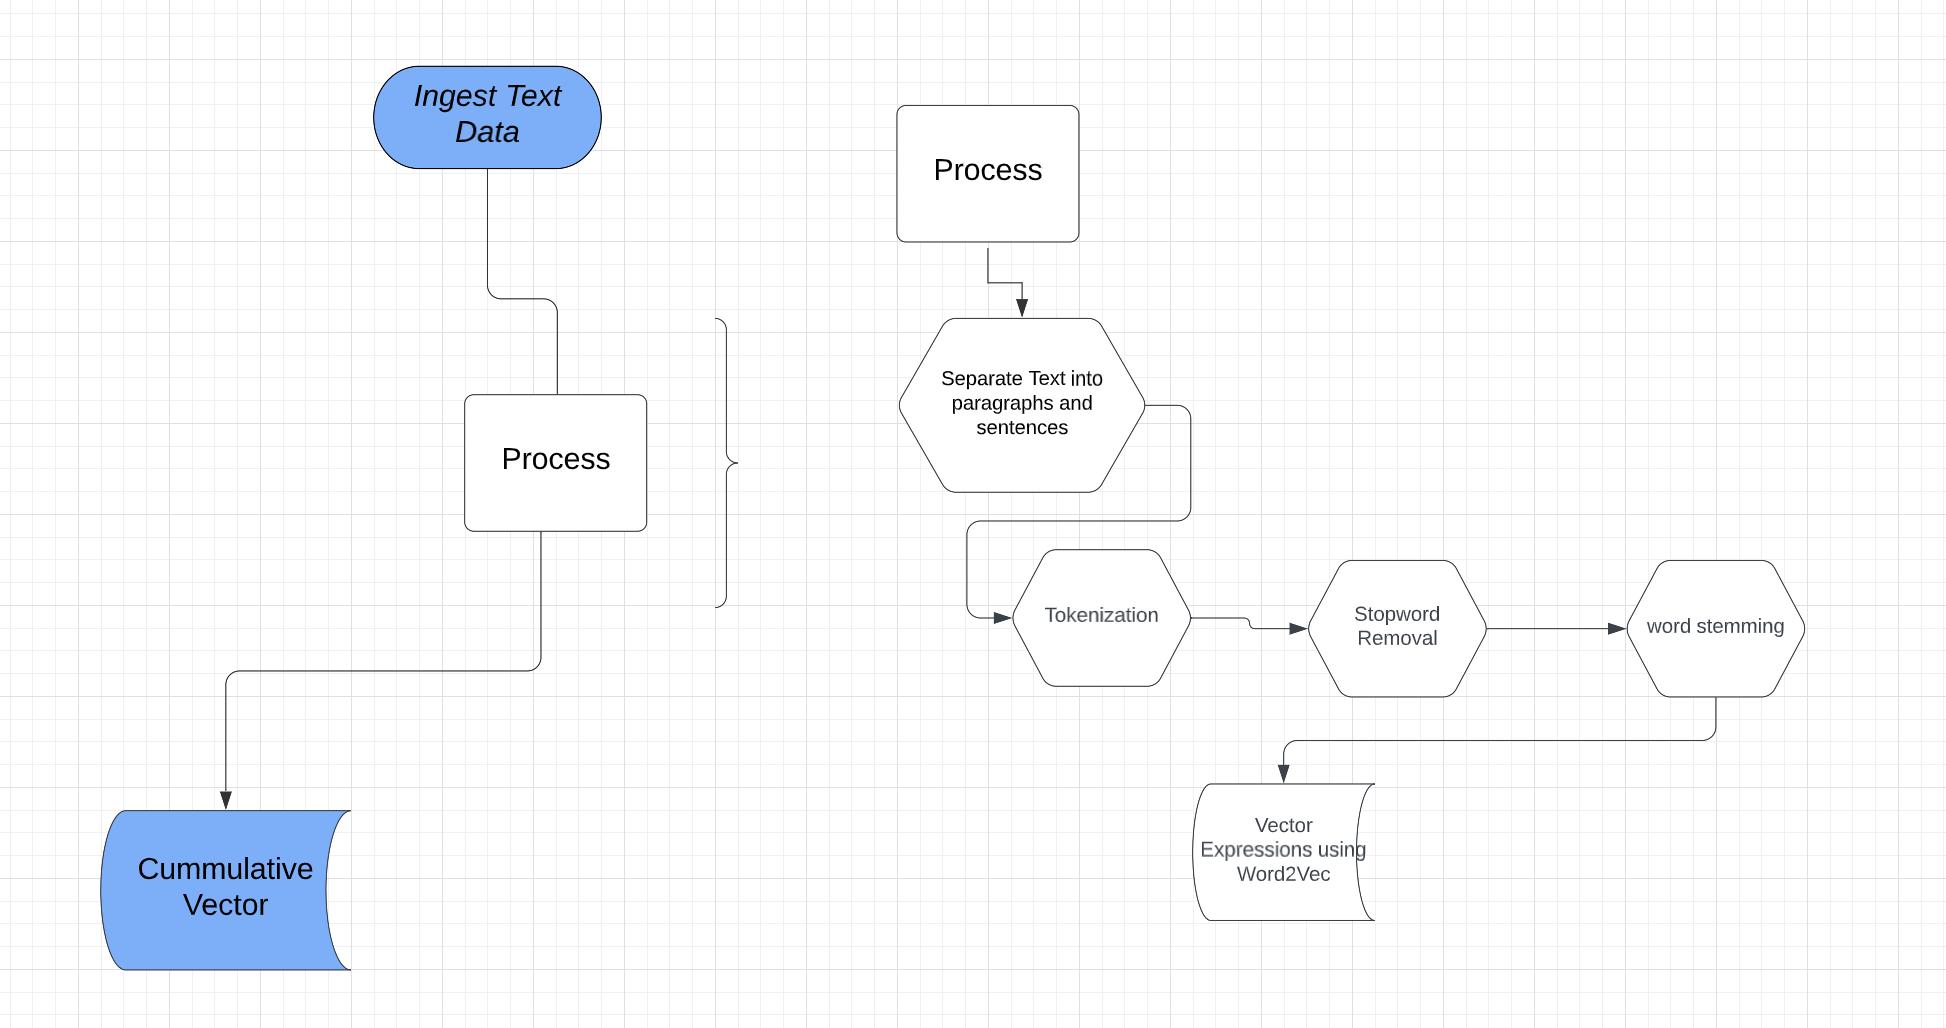 Ingest Text
Data
Process
Cummulative
Vector
Process
Separate Text into
paragraphs and
sentences
Tokenization
Stopword
Removal
word stemming
Vector
Expressions using
Word2Vec